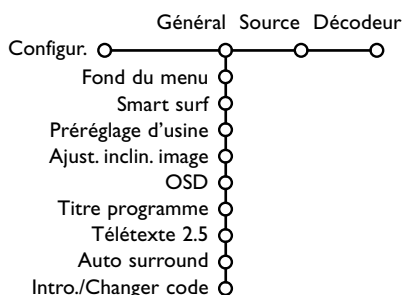 Général Source Décodeur
Configur.
Fond du menu
Smart surf
Préréglage d'usine
Ajust. inclin. image
OSD
Titre programme
Télétexte 2.5
Auto surround
Intro./Changer code